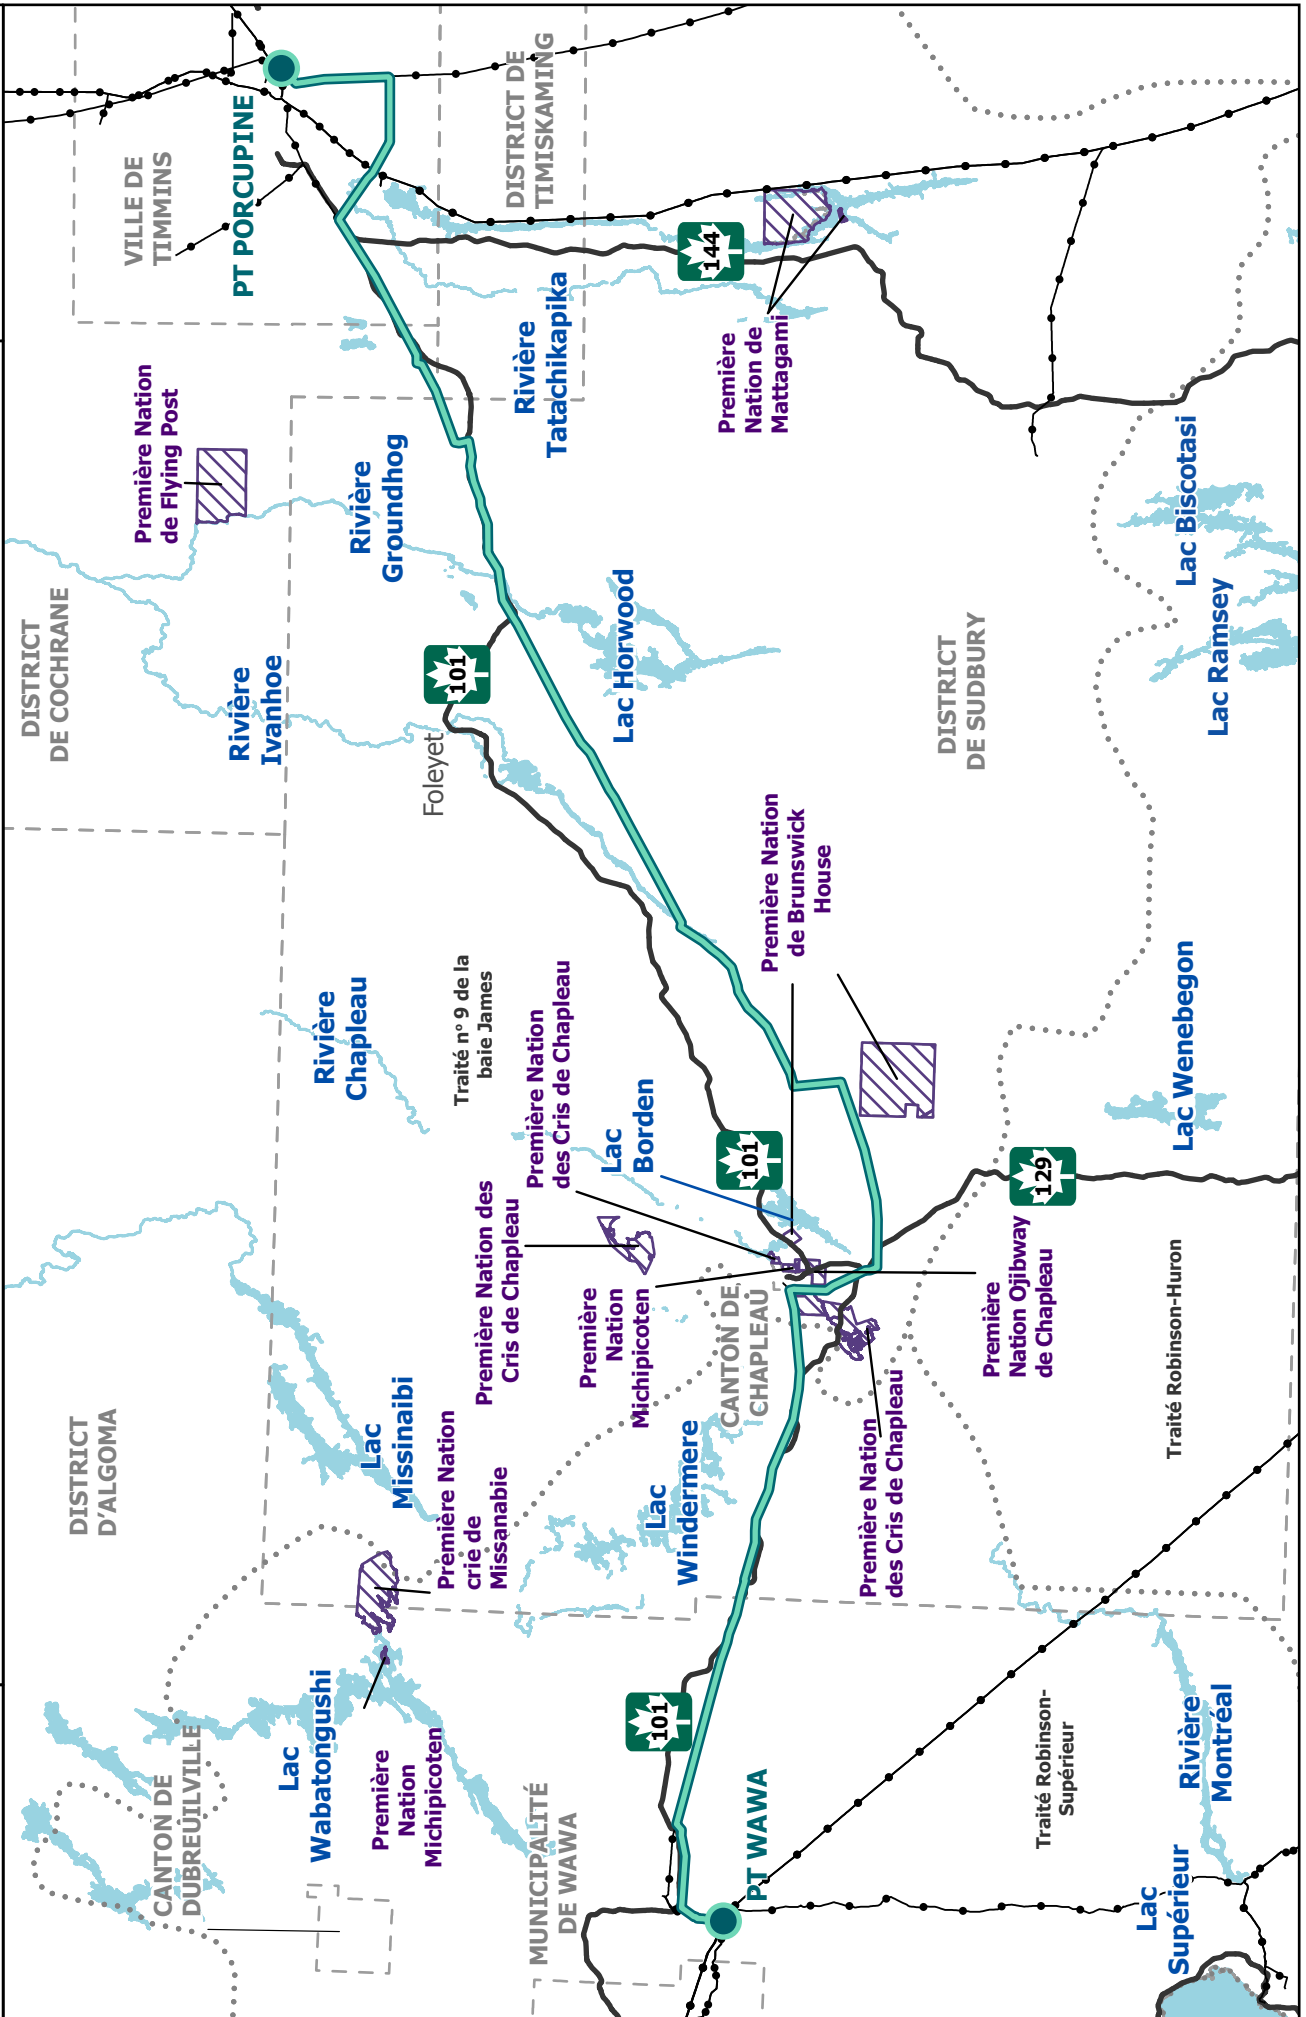 DISTRICT
D'ALGOMA
DISTRICT
DE COCHRANE
VILLE DE
TIMMINS
PT PORCUPINE
DISTRICT DE
TIMISKAMING
Première Nation
de Flying Post
Rivière
Ivanhoe
Rivière
Groundhog
Rivière
Tatachikapika
144
Première
Nation de
Mattagami
Foleyet
101
Lac Horwood
DISTRICT
DE SUDBURY
Lac Biscotasi
Lac Ramsey
Rivière
Chapleau
Traité n° 9 de la
baie James
Première Nation
des Cris de Chapleau
Lac
Borden
Première Nation
de Brunswick
House
101
129
Lac Wenebegon
Première Nation des
Cris de Chapleau
Première
Nation
Michipicoten
CANTON DE
CHAPLEAU
Première
Nation Ojibway
de Chapleau
Première Nation
des Cris de Chapleau
Traité Robinson-Huron
Lac
Missinaibi
Première Nation
crie de
Missanabie
Lac
Windermere
CANTON DE
DUBREUILVILLE
Lac
Wabatongushi
Première
Nation
Michipicoten
MUNICIPALITÉ
DE WAWA
101
PT WAWA
Traité Robinson-
Supérieur
Rivière
Montréal
Lac
Supérieur